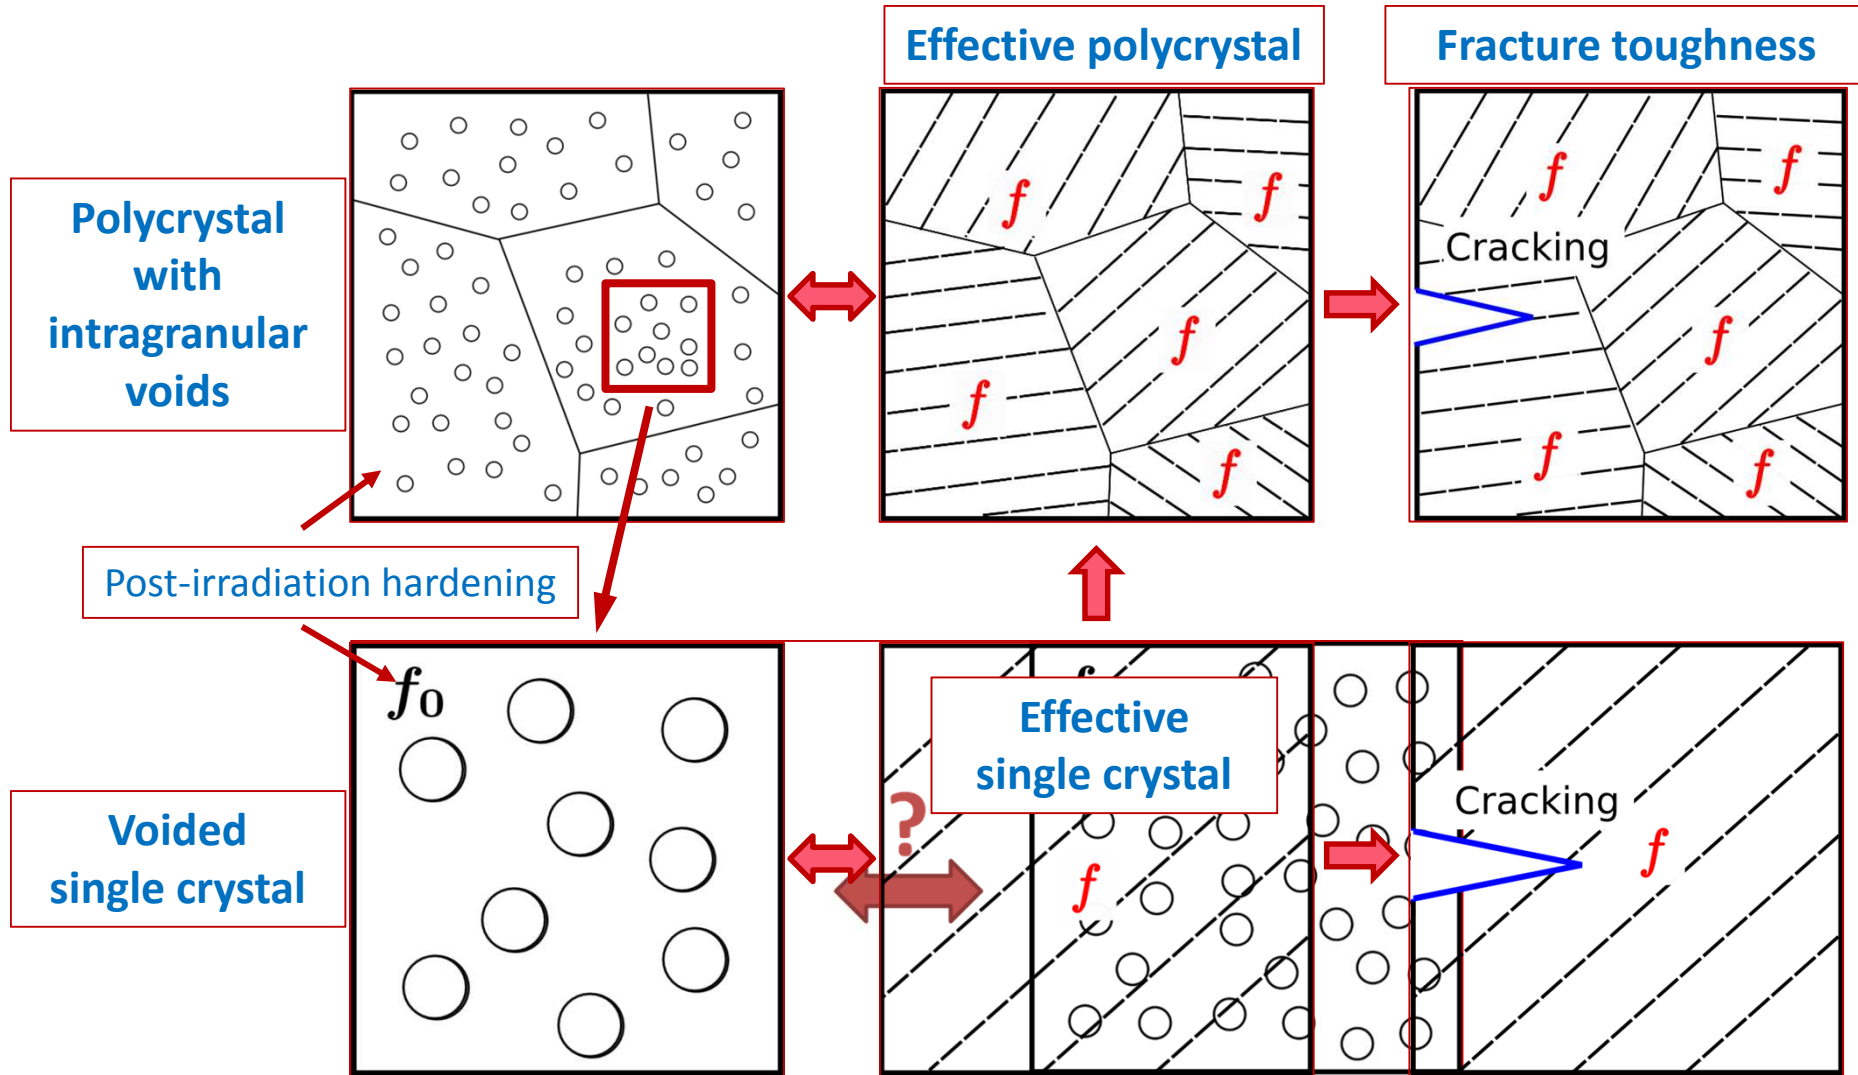 Effective polycrystal
Fracture toughness
Polycrystal
with
intragranular
voids
f
f
f
f
f
f
f
Cracking
f
f
f
Post-irradiation hardening
f0
Voided
single crystal
?
Effective
single crystal
f
Cracking
f